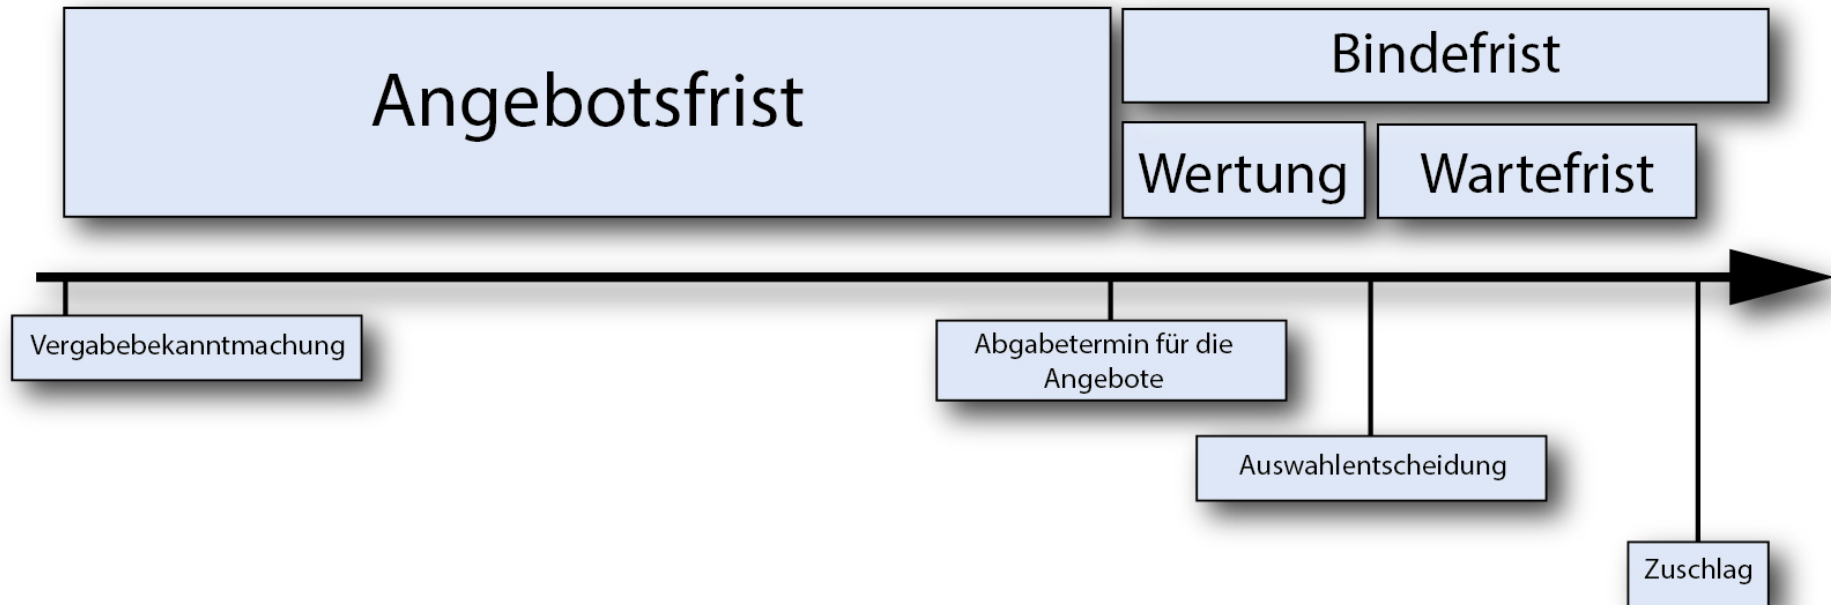 Angebotsfrist
Bindefrist
Wertung
Wartefrist
Vergabebekanntmachung
Abgabetermin für die
Angebote
Auswahlentscheidung
Zuschlag